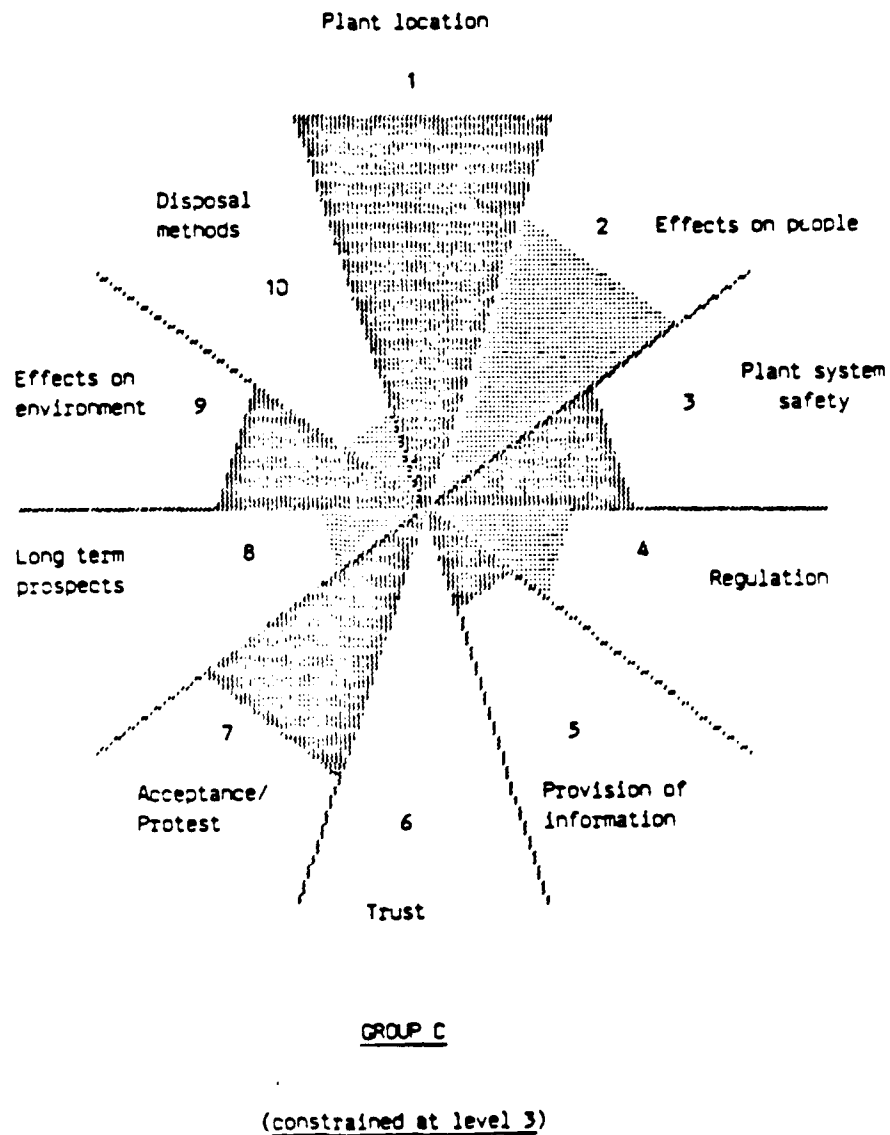 Plant location
1
Disposal
methods
2 Effects on people
10
Effects on
environment
9
3
Plant system
safety
Long term
prospects
8
4
Regulation
7
5
Acceptance/
Protest
Provision of
information
6
Trust
GROUP C
(constrained at level 3)